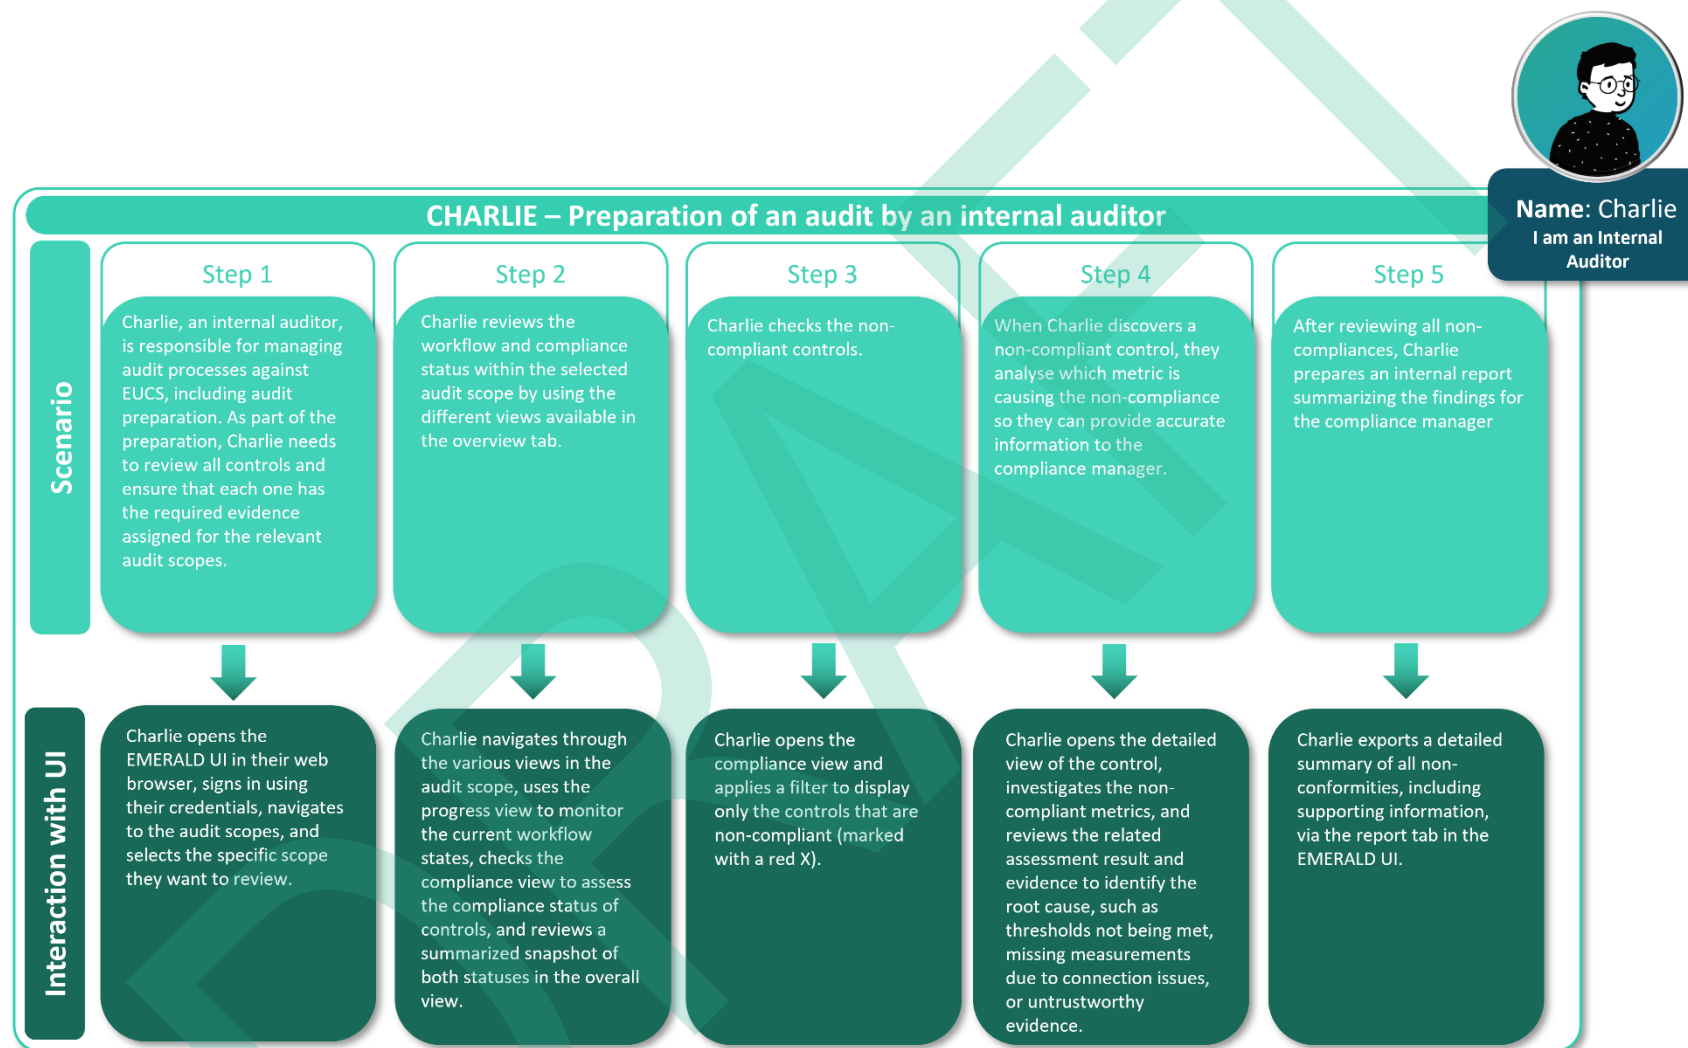 Name: Charlie
I am an Internal
Auditor
CHARLIE – Preparation of an audit by an internal auditor
Scenario
Step 1
Charlie, an internal auditor,
is responsible for managing
audit processes against
EUCS, including audit
preparation. As part of the
preparation, Charlie needs
to review all controls and
ensure that each one has
the required evidence
assigned for the relevant
audit scopes.
Step 2
Charlie reviews the
workflow and compliance
status within the selected
audit scope by using the
different views available in
the overview tab.
Step 3
Charlie checks the non-
compliant controls.
Step 4
When Charlie discovers a
non-compliant control, they
analyse which metric is
causing the non-compliance
so they can provide accurate
information to the
compliance manager.
Step 5
After reviewing all non-
compliances, Charlie
prepares an internal report
summarizing the findings for
the compliance manager
Interaction with UI
Charlie opens the
EMERALD UI in their web
browser, signs in using
their credentials, navigates
to the audit scopes, and
selects the specific scope
they want to review.
Charlie navigates through
the various views in the
audit scope, uses the
progress view to monitor
the current workflow
states, checks the
compliance view to assess
the compliance status of
controls, and reviews a
summarized snapshot of
both statuses in the overall
view.
Charlie opens the
compliance view and
applies a filter to display
only the controls that are
non-compliant (marked
with a red X).
Charlie opens the detailed
view of the control,
investigates the non-
compliant metrics, and
reviews the related
assessment result and
evidence to identify the
root cause, such as
thresholds not being met,
missing measurements
due to connection issues,
or untrustworthy
evidence.
Charlie exports a detailed
summary of all non-
conformities, including
supporting information,
via the report tab in the
EMERALD UI.
DRAFT